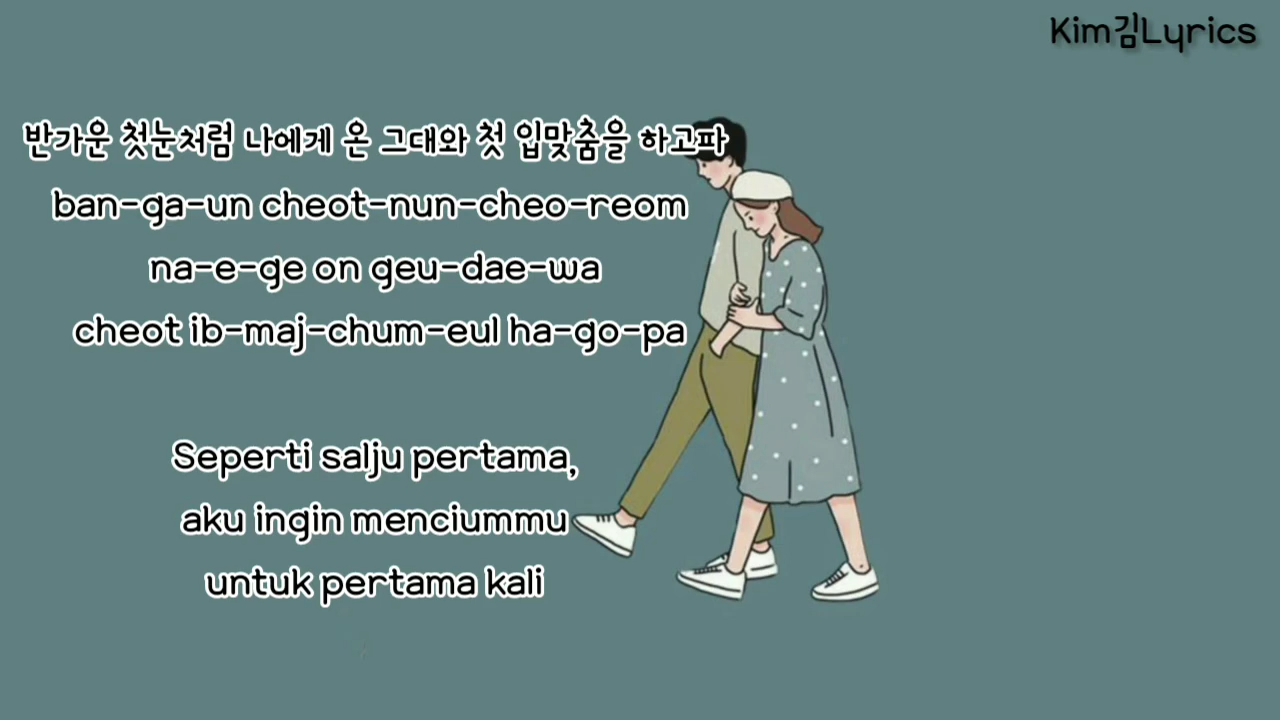 Kim김Lyrics
반가운 첫눈처럼 나에게 온 그대와 첫 입맞춤을 하고파
ban-ga-un cheot-nun-cheo-reom
na-e-ge on geu-dae-wa
cheot ib-maj-chum-eul ha-go-pa
Seperti salju pertama,
aku ingin menciummu
untuk pertama kali